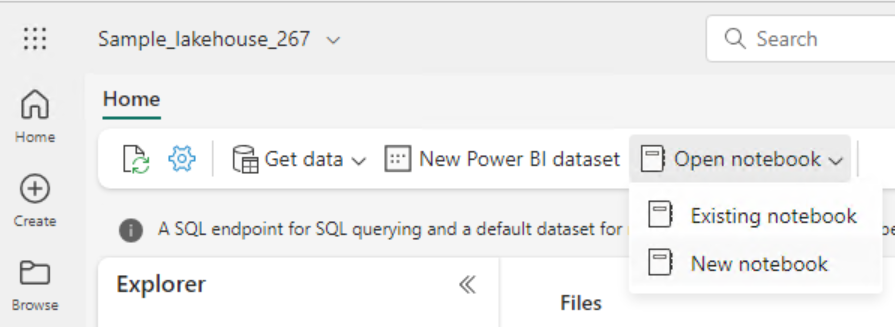 Sample_lakehouse_267
Search
Home
Home
Get data
New Power BI dataset
Open notebook
Create
Existing notebook
A SQL endpoint for SQL querying and a default dataset for
New notebook
Browse
Explorer
Files